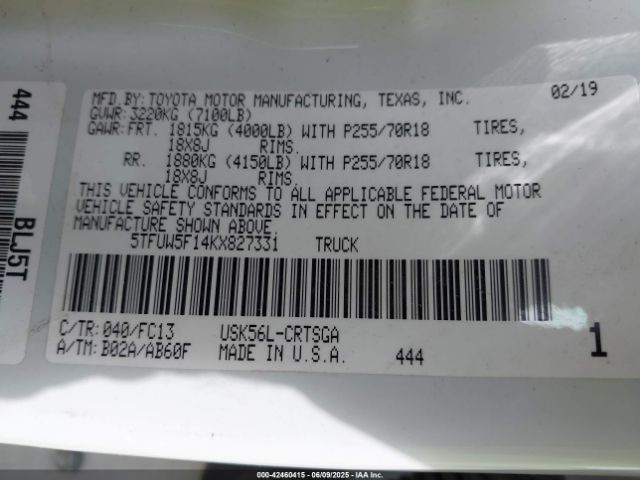 MFD.BY:TOYOTA MOTOR MANUFACTURING, TEXAS, INC. 02/19
GVWR:3220KG (7100LB)
GAWR:FRT. 1815KG (4000LB) WITH P255/70R18 TIRES,
18X8J RIMS.
RR. 1880KG (4150LB) WITH P255/70R18 TIRES,
18X8J RIMS.
THIS VEHICLE CONFORMS TO ALL APPLICABLE FEDERAL MOTOR
VEHICLE SAFETY STANDARDS IN EFFECT ON THE DATE OF
MANUFACTURE SHOWN ABOVE.
5TFUW5F14KX827331 TRUCK
C/TR:040/FC13 USK56L-CRTSGA
A/TM:B02A/AB60F MADE IN U.S.A. 444 1
444
BLJ5T
000-42460415 - 06/09/2025 - IAA Inc.